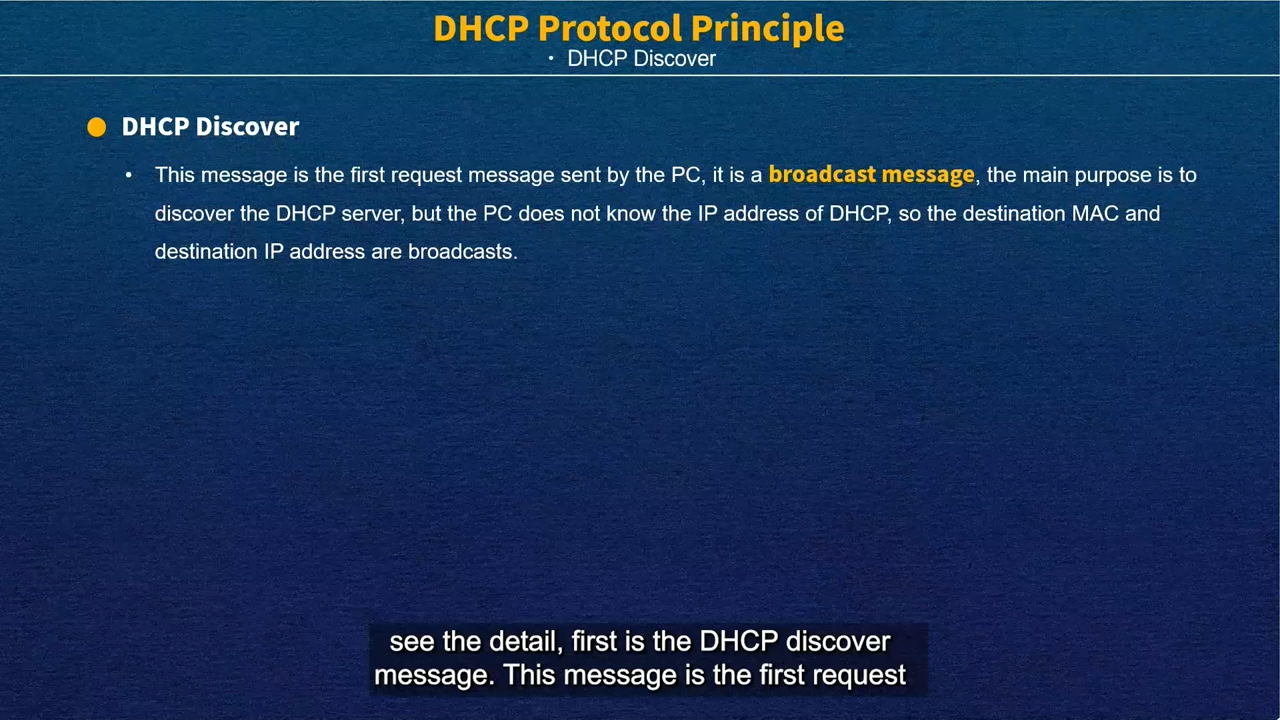 DHCP Protocol Principle
• DHCP Discover
DHCP Discover
• This message is the first request message sent by the PC, it is a broadcast message, the main purpose is to
discover the DHCP server, but the PC does not know the IP address of DHCP, so the destination MAC and
destination IP address are broadcasts.
see the detail, first is the DHCP discover
message. This message is the first request